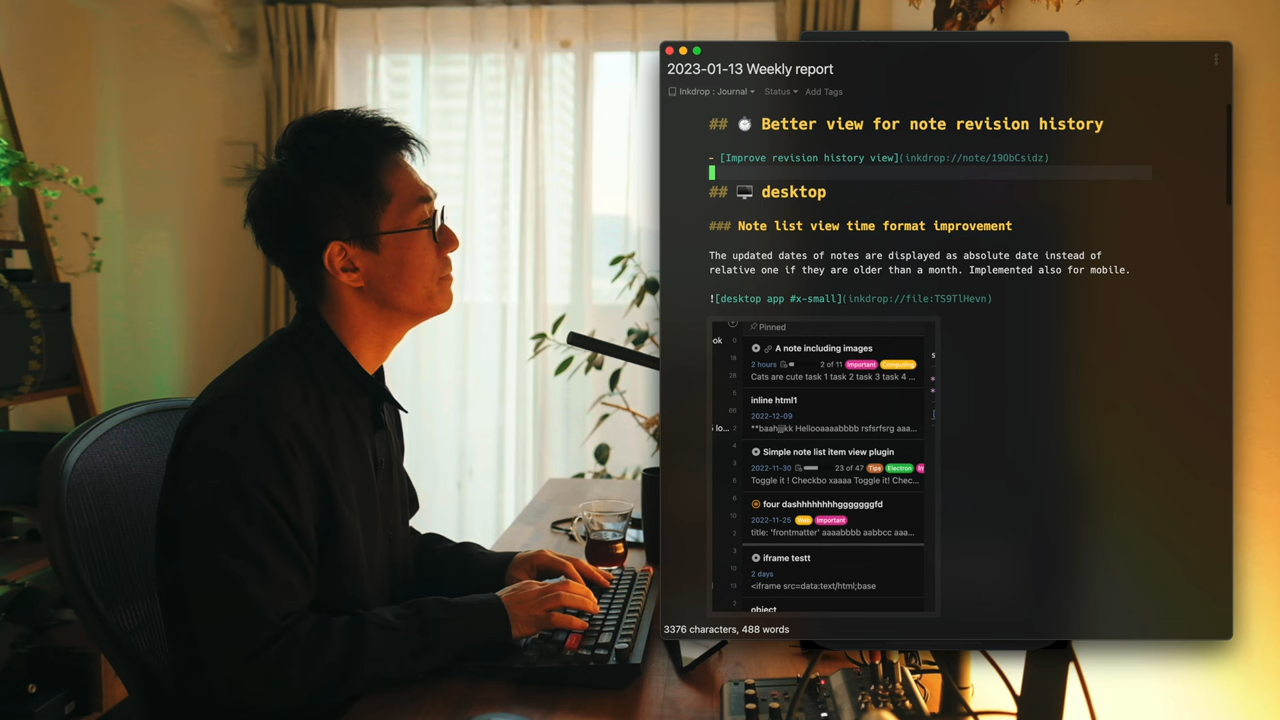 2023-01-13 Weekly report
Inkdrop : Journal Status Add Tags
## ⏱ Better view for note revision history
- [Improve revision history view](inkdrop://note/19ObCsidz)
## 🖥 desktop
### Note list view time format improvement
The updated dates of notes are displayed as absolute date instead of
relative one if they are older than a month. Implemented also for mobile.
![desktop app #x-small](inkdrop://file:TS9TlHevn)
Pinned
ook
A note including images
2 hours 2 of 11 Important Computing
Cats are cute task 1 task 2 task 3 task 4 ...
inline html1
2022-12-09
**baahjjjkk Hellooaaaabbbb rsfsrfsrg aaa...
Simple note list item view plugin
2022-11-30 23 of 47 Tips Electron
Toggle it ! Checkbo xaaaa Toggle it! Chec...
four dashhhhhhhhgggggggfd
2022-11-25 Web Important
title: 'frontmatter' aaaabbbb aabbcc aaa...
iframe testt
2 days
<iframe src=data:text/html;base
object
3376 characters, 488 words